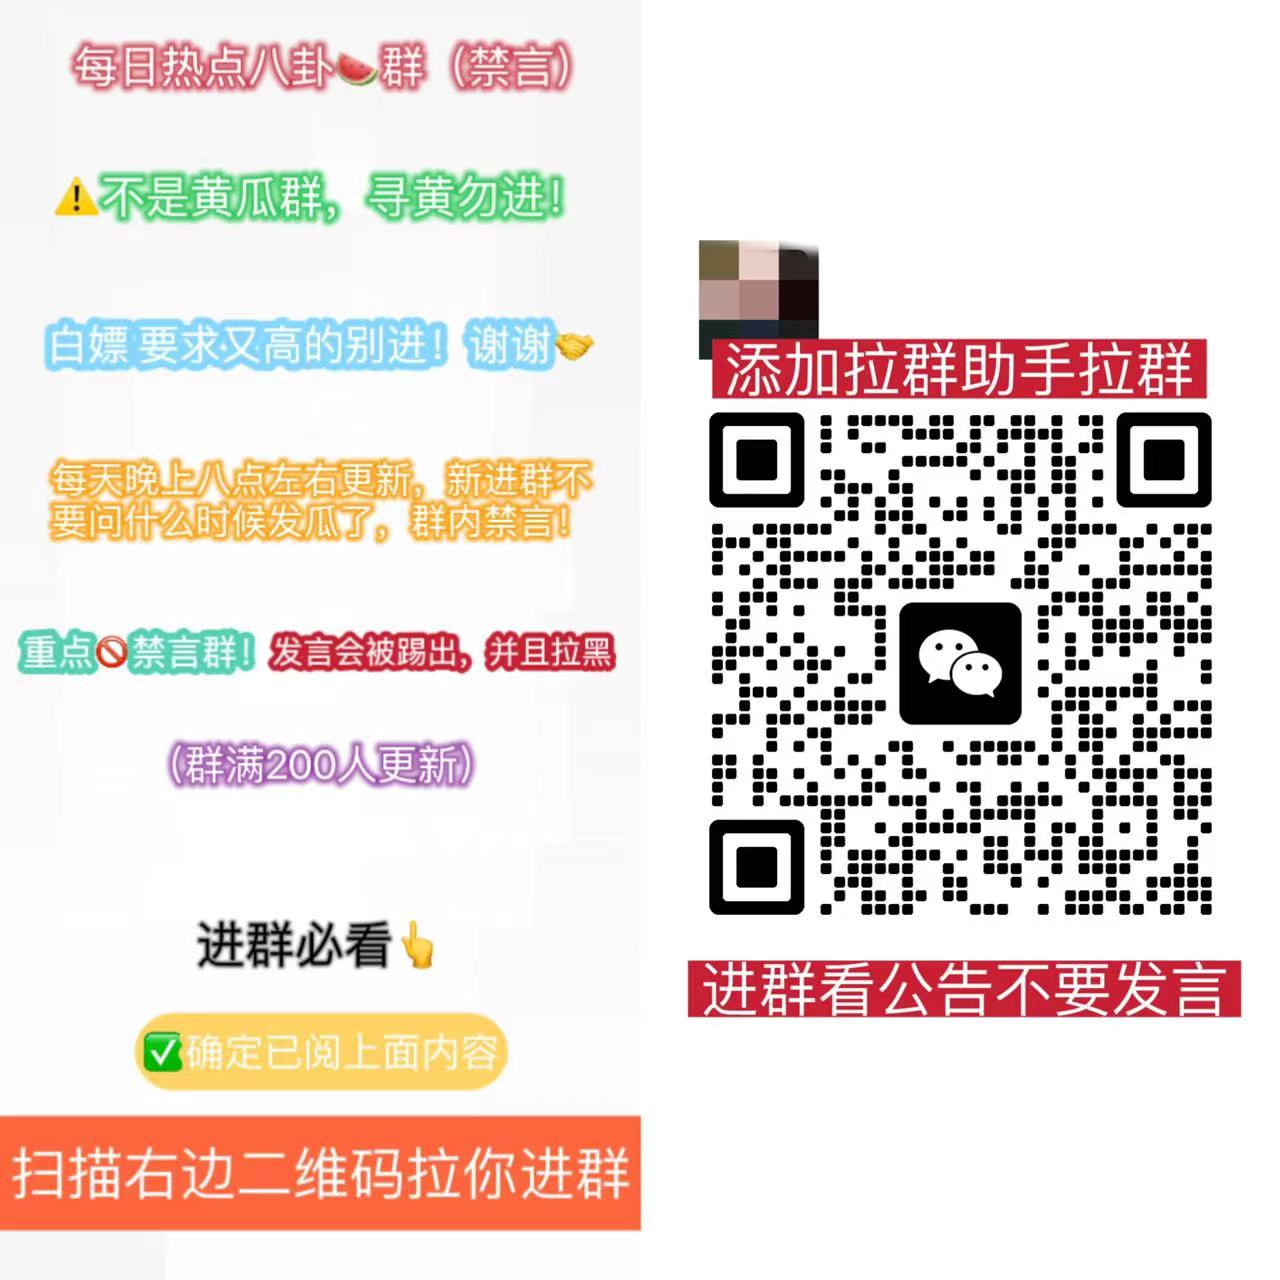 每日热点八卦🍉群（禁言）
⚠️不是黄瓜群，寻黄勿进！
白嫖 要求又高的别进！谢谢🤝
每天晚上八点左右更新，新进群不
要问什么时候发瓜了，群内禁言！
重点🚫禁言群！发言会被踢出，并且拉黑
（群满200人更新）
进群必看👆
✅确定已阅上面内容
扫描右边二维码拉你进群
添加拉群助手拉群
进群看公告不要发言